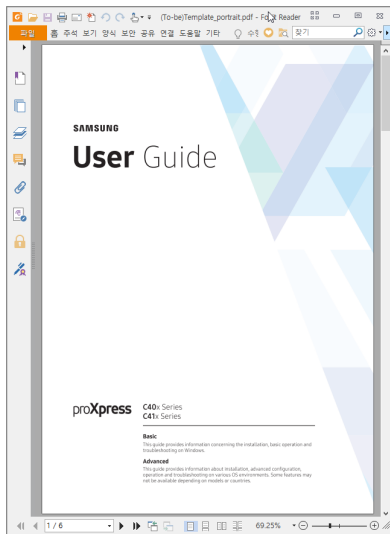 (To-be)Template_portrait.pdf - Foxit Reader
파일 홈 주석 보기 양식 보안 공유 연결 도움말 기타 찾기
SAMSUNG
User Guide
proXpress
C40x Series
C41x Series
Basic
This guide provides information concerning the installation, basic operation and
troubleshooting on Windows.
Advanced
This guide provides information about installation, advanced configuration,
operation and troubleshooting on various OS environments. Some features may
not be available depending on models or countries.
1 / 6
69.25%